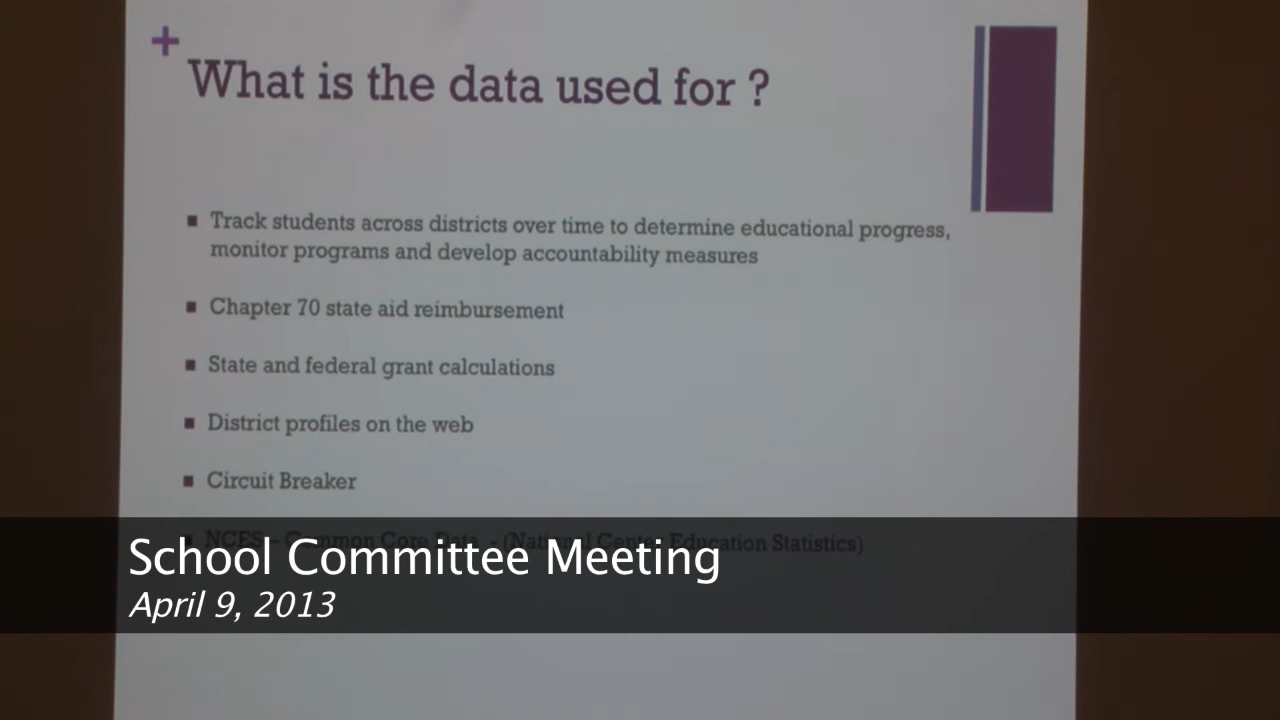 +
What is the data used for ?
▪ Track students across districts over time to determine educational progress,
monitor programs and develop accountability measures
▪ Chapter 70 state aid reimbursement
▪ State and federal grant calculations
▪ District profiles on the web
▪ Circuit Breaker
▪ NCES - Common Core Data - (National Center Education Statistics)
School Committee Meeting
April 9, 2013